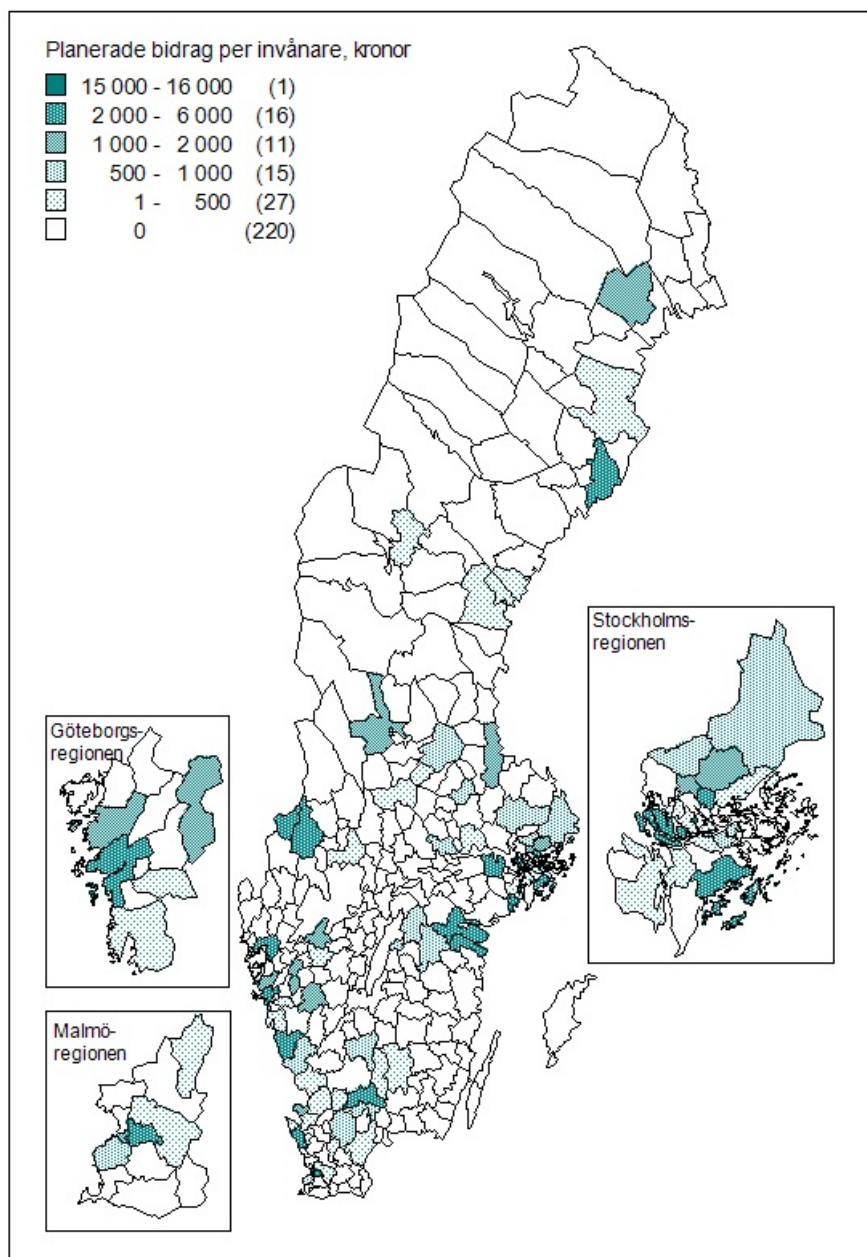 Planerade bidrag per invånare, kronor
15 000 - 16 000 (1)
2 000 - 6 000 (16)
1 000 - 2 000 (11)
500 - 1 000 (15)
1 - 500 (27)
0 (220)
Stockholms-
regionen
Göteborgs-
regionen
Malmö-
regionen